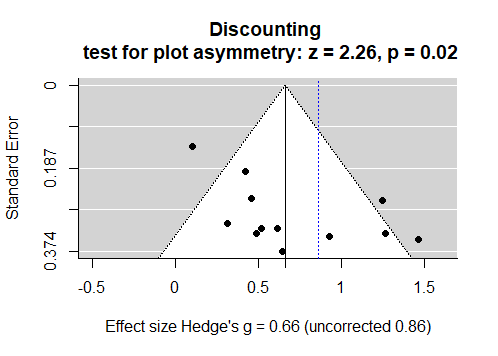 Discounting
test for plot asymmetry: z = 2.26, p = 0.02
Standard Error
0
0.187
0.374
-0.5 0 0.5 1 1.5
Effect size Hedge's g = 0.66 (uncorrected 0.86)